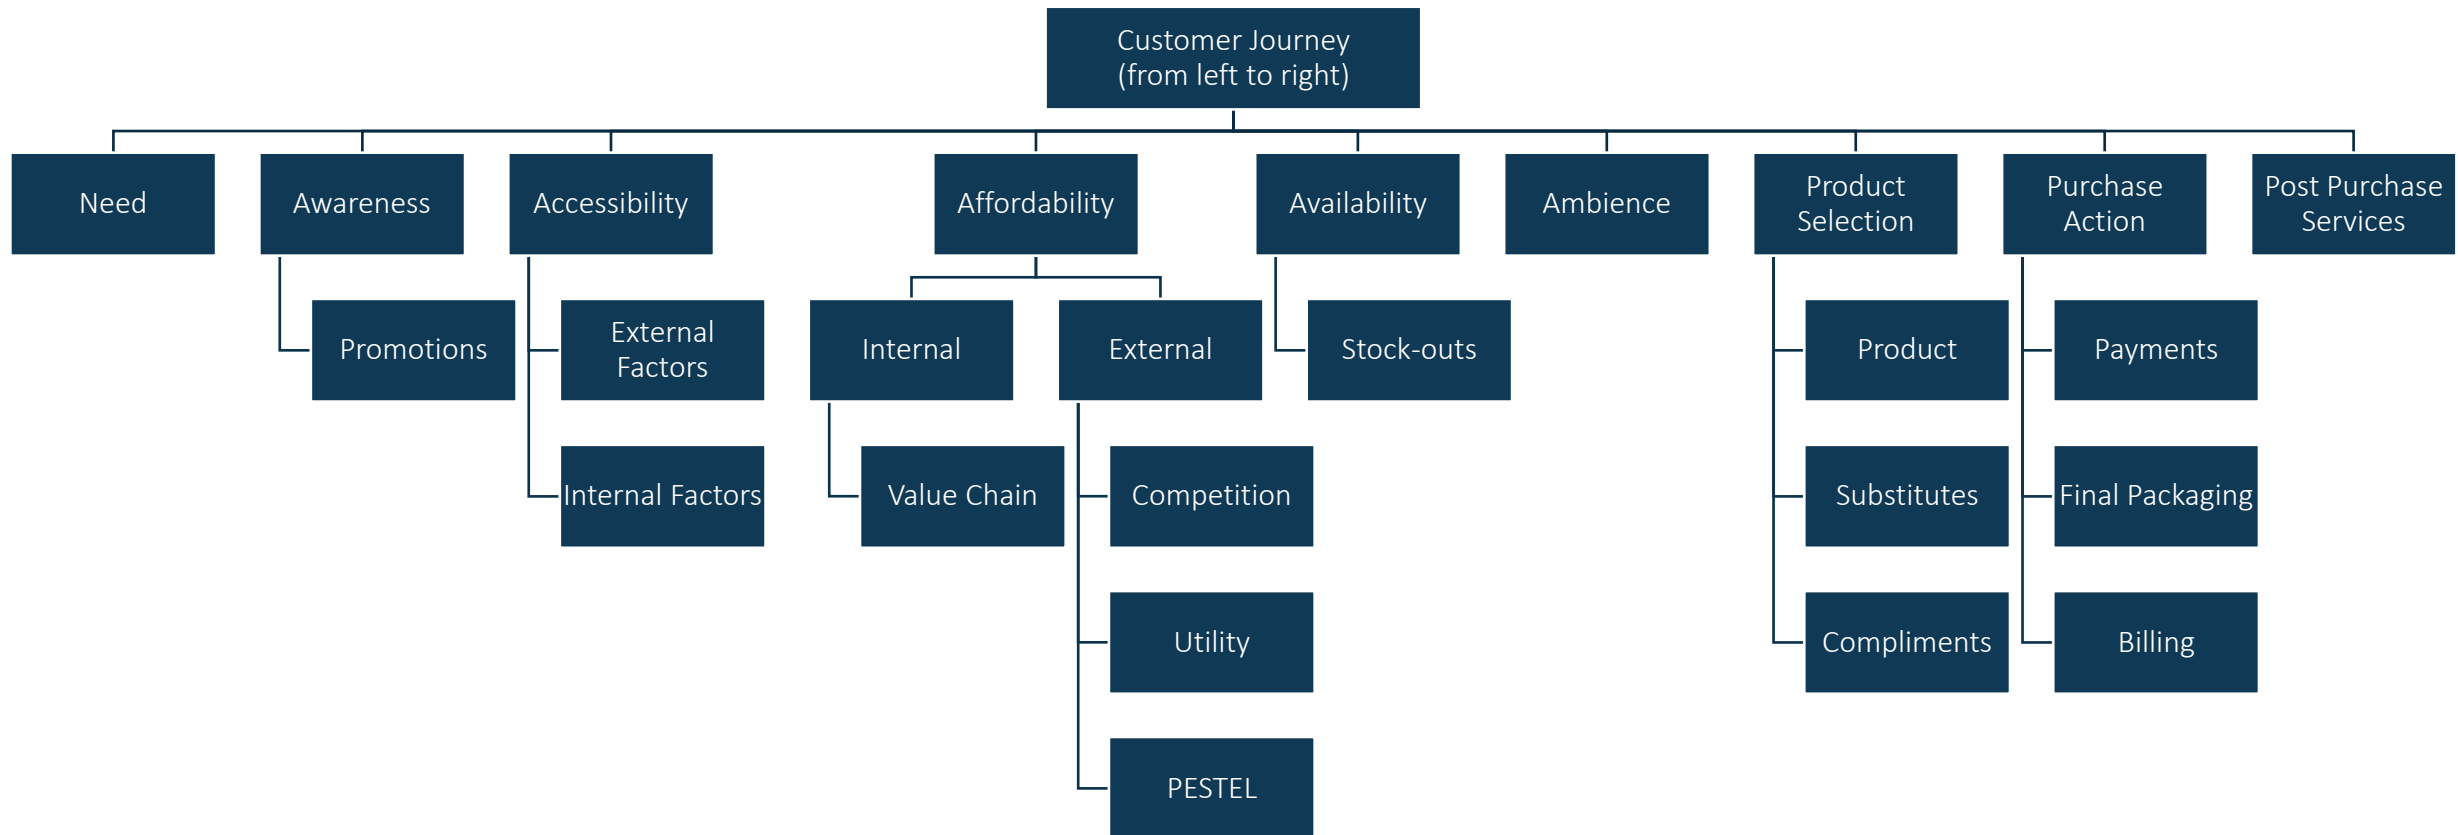 Customer Journey
(from left to right)
Need
Awareness
Accessibility
Affordability
Availability
Ambience
Product
Selection
Purchase
Action
Post Purchase
Services
Promotions
External
Factors
Internal
External
Stock-outs
Product
Payments
Internal Factors
Value Chain
Competition
Substitutes
Final Packaging
Utility
Compliments
Billing
PESTEL